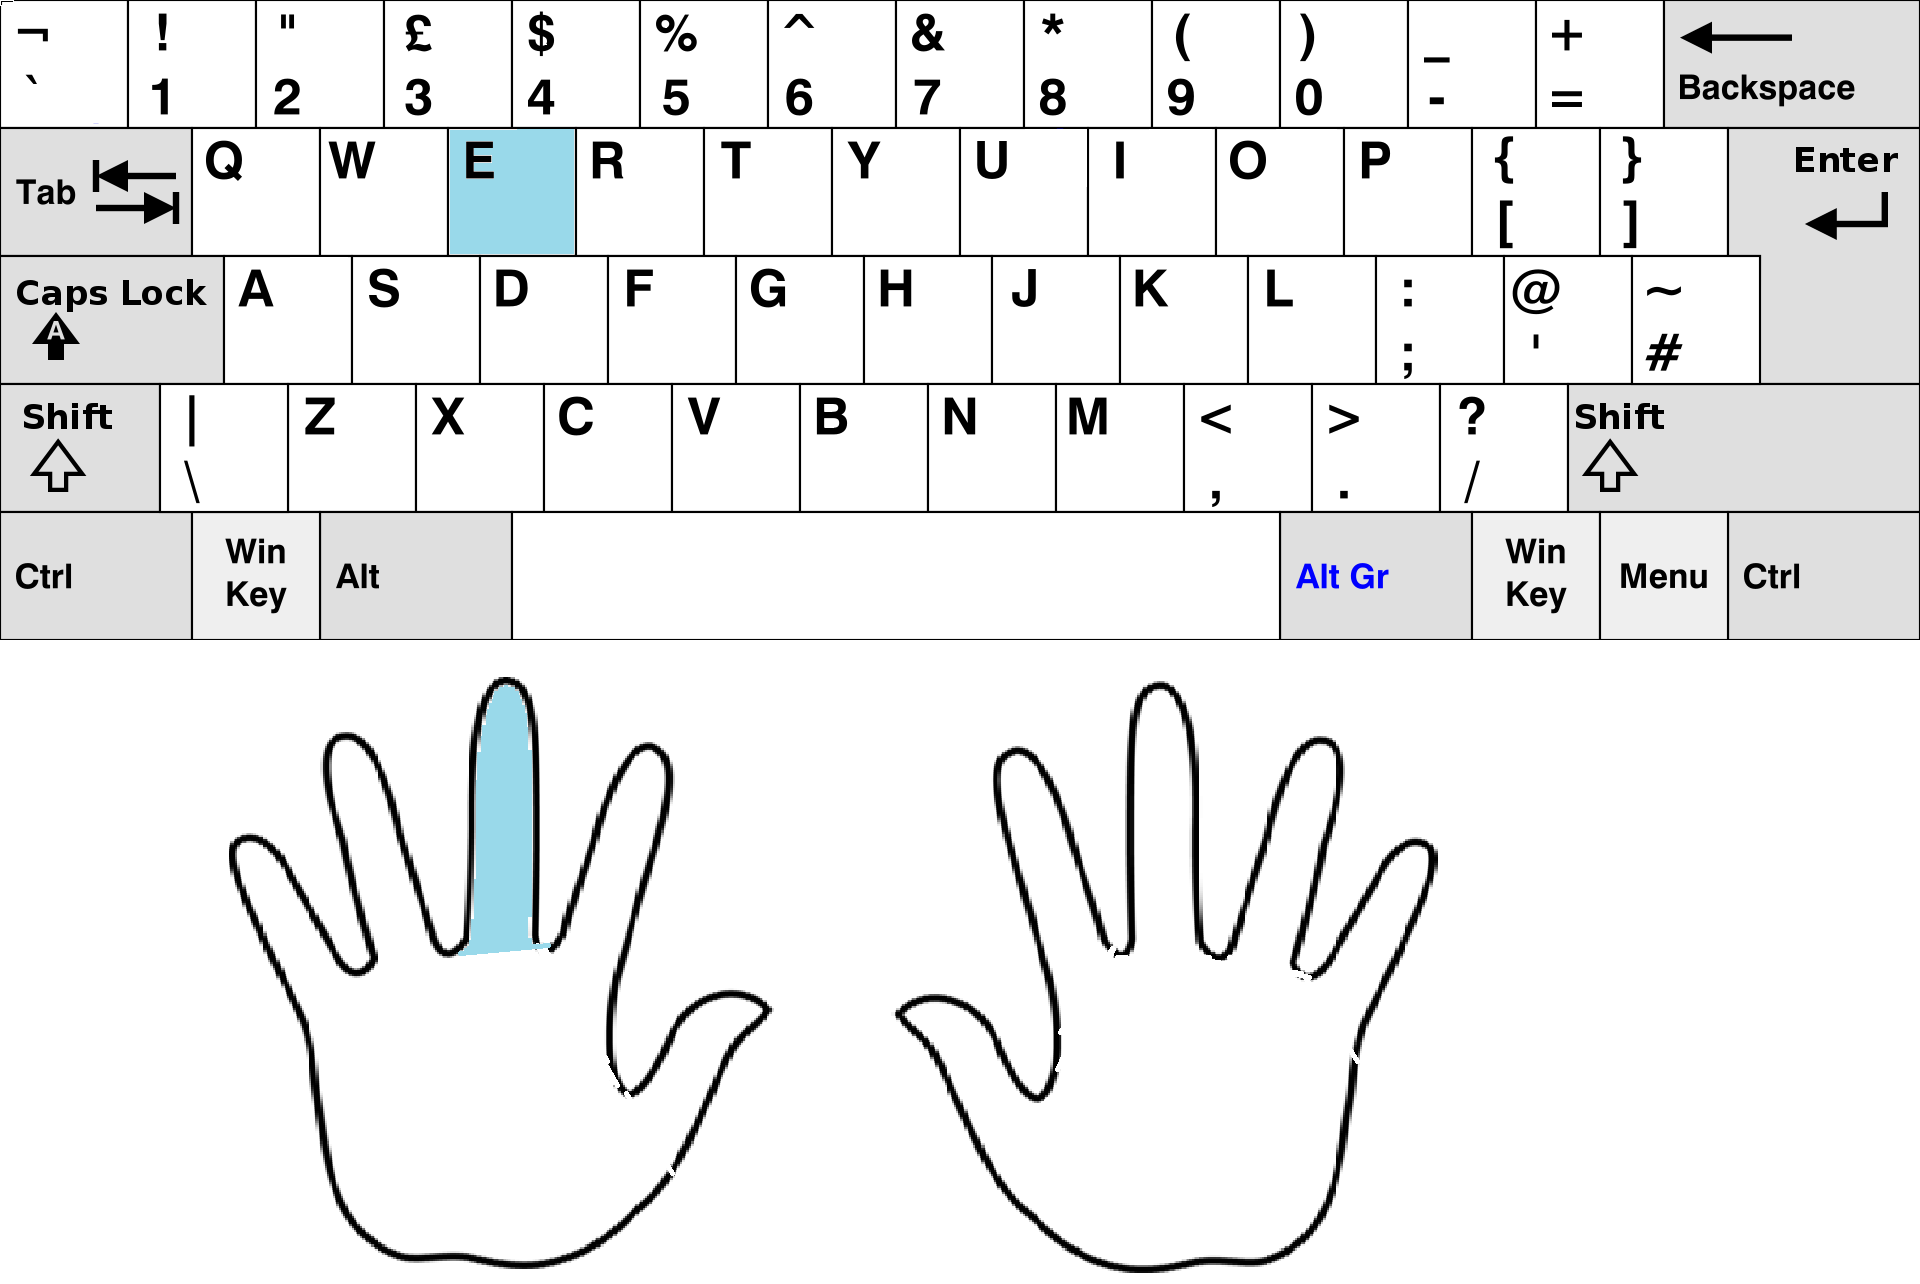 ¬ ! " £ $ % ^ & * ( ) _ +
` 1 2 3 4 5 6 7 8 9 0 - = Backspace
Tab Q W E R T Y U I O P { } Enter
[ ]
Caps Lock A S D F G H J K L : @ ~
A ; ' #
Shift | Z X C V B N M < > ? Shift
\ , . /
Ctrl Win Key Alt Alt Gr Win Key Menu Ctrl